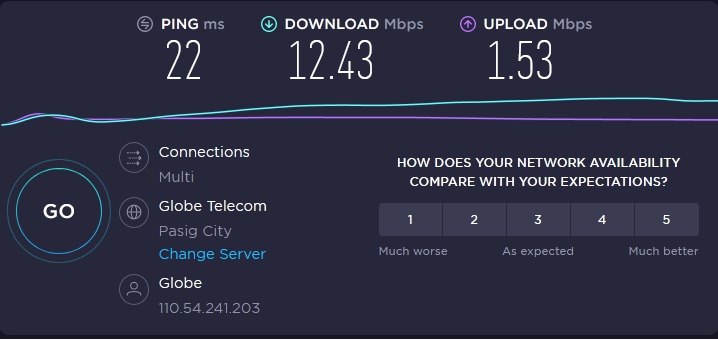 PING ms
DOWNLOAD Mbps
UPLOAD Mbps
22
12.43
1.53
GO
Connections
Multi
Globe Telecom
Pasig City
Change Server
Globe
110.54.241.203
HOW DOES YOUR NETWORK AVAILABILITY
COMPARE WITH YOUR EXPECTATIONS?
1 2 3 4 5
Much worse As expected Much better